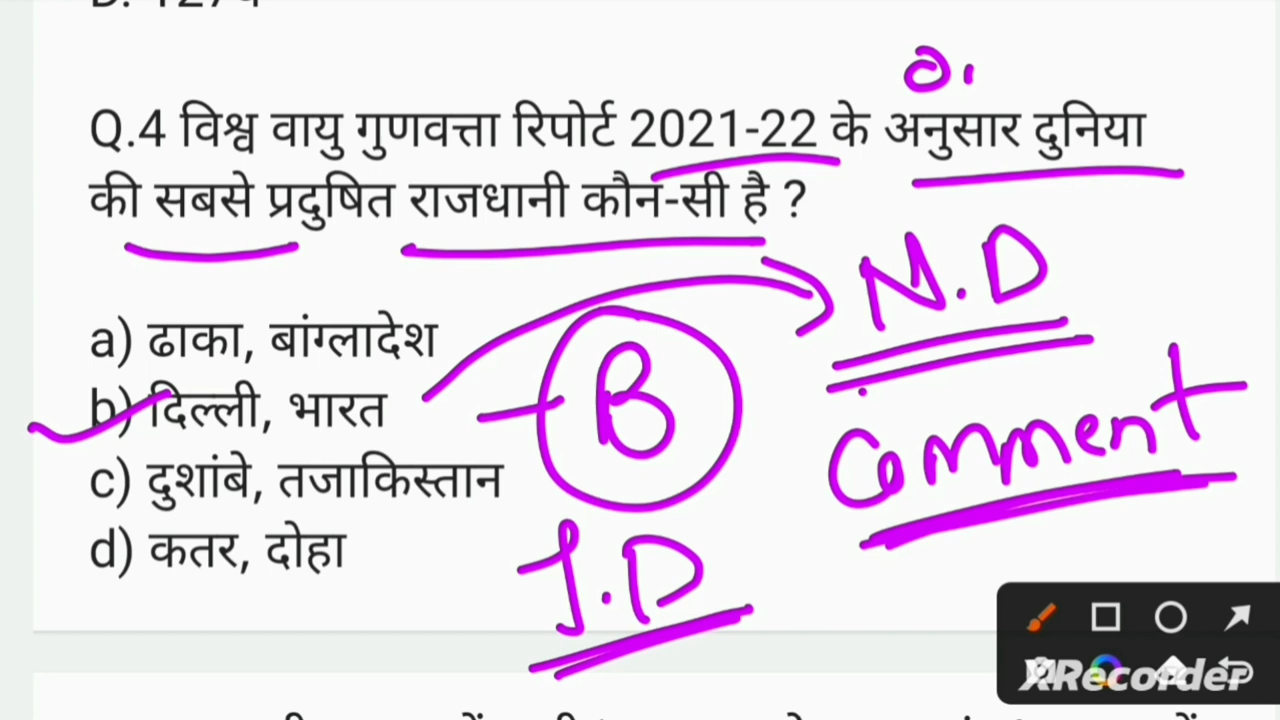 Q.4 विश्व वायु गुणवत्ता रिपोर्ट 2021-22 के अनुसार दुनिया
की सबसे प्रदुषित राजधानी कौन-सी है ?
a) ढाका, बांग्लादेश
b) दिल्ली, भारत
c) दुशांबे, तजाकिस्तान
d) कतर, दोहा
N.D
B
Comment
J.D
XRecorder